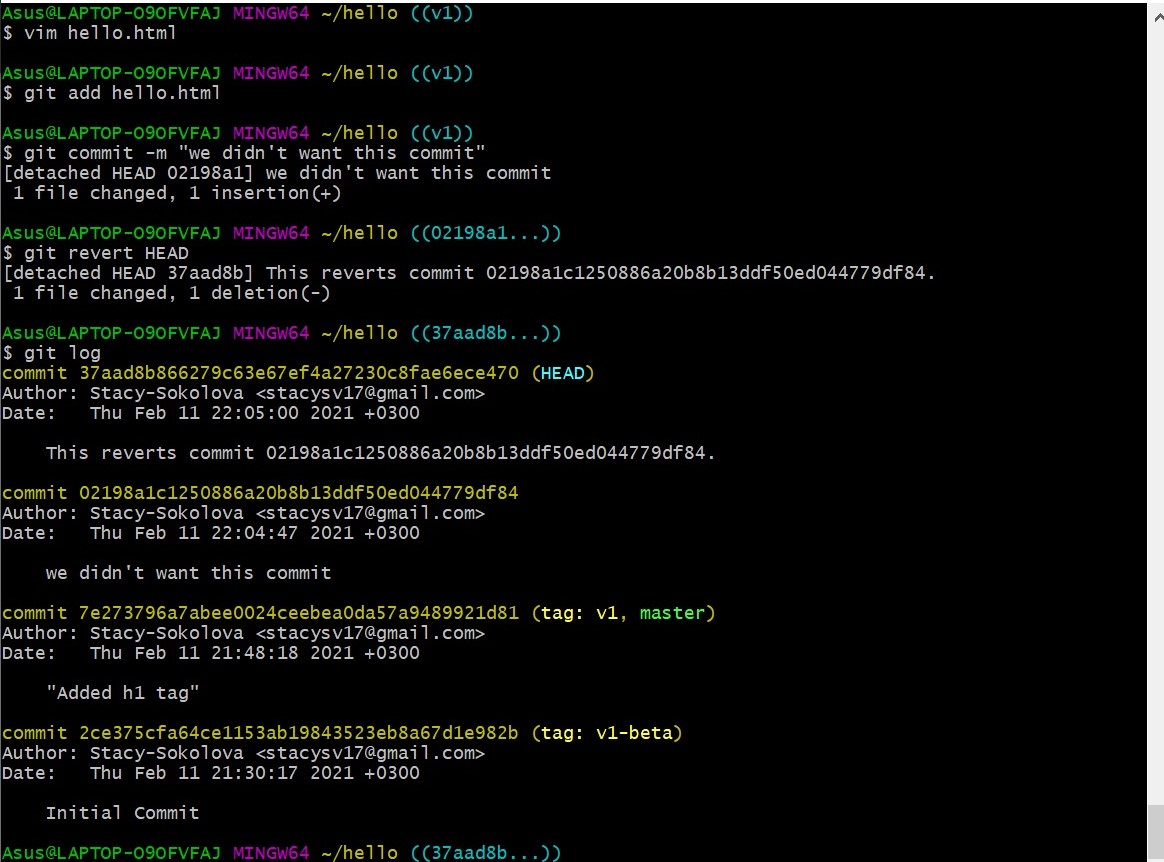 Asus@LAPTOP-O9OFVFAJ MINGW64 ~/hello ((v1))
$ vim hello.html
Asus@LAPTOP-O9OFVFAJ MINGW64 ~/hello ((v1))
$ git add hello.html
Asus@LAPTOP-O9OFVFAJ MINGW64 ~/hello ((v1))
$ git commit -m "we didn't want this commit"
[detached HEAD 02198a1] we didn't want this commit
1 file changed, 1 insertion(+)
Asus@LAPTOP-O9OFVFAJ MINGW64 ~/hello ((02198a1...))
$ git revert HEAD
[detached HEAD 37aad8b] This reverts commit 02198a1c1250886a20b8b13ddf50ed044779df84.
1 file changed, 1 deletion(-)
Asus@LAPTOP-O9OFVFAJ MINGW64 ~/hello ((37aad8b...))
$ git log
commit 37aad8b866279c63e67ef4a27230c8fae6ece470 (HEAD)
Author: Stacy-Sokolova <stacysv17@gmail.com>
Date:   Thu Feb 11 22:05:00 2021 +0300
This reverts commit 02198a1c1250886a20b8b13ddf50ed044779df84.
commit 02198a1c1250886a20b8b13ddf50ed044779df84
Author: Stacy-Sokolova <stacysv17@gmail.com>
Date:   Thu Feb 11 22:04:47 2021 +0300
we didn't want this commit
commit 7e273796a7abee0024ceebea0da57a9489921d81 (tag: v1, master)
Author: Stacy-Sokolova <stacysv17@gmail.com>
Date:   Thu Feb 11 21:48:18 2021 +0300
"Added h1 tag"
commit 2ce375cfa64ce1153ab19843523eb8a67d1e982b (tag: v1-beta)
Author: Stacy-Sokolova <stacysv17@gmail.com>
Date:   Thu Feb 11 21:30:17 2021 +0300
Initial Commit
Asus@LAPTOP-O9OFVFAJ MINGW64 ~/hello ((37aad8b...))